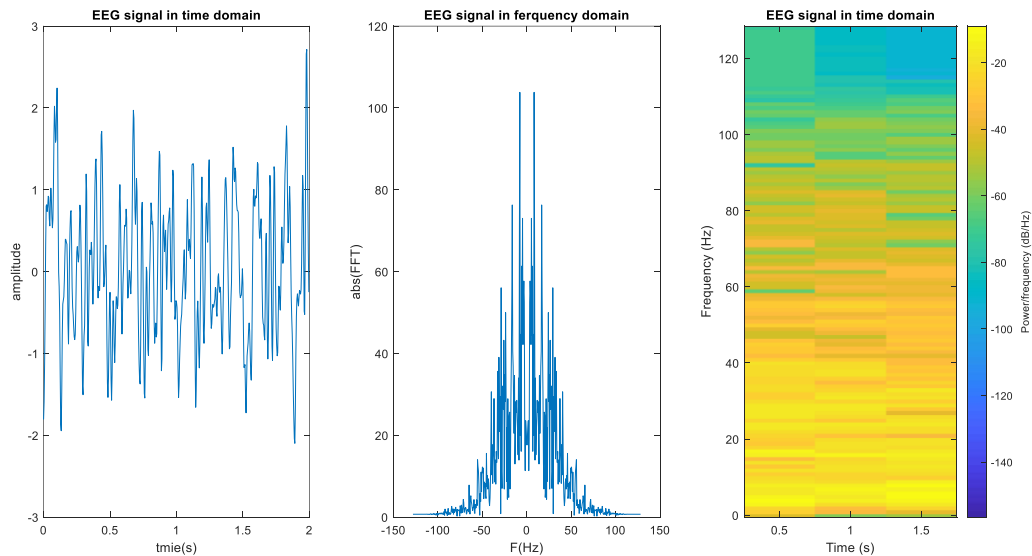 EEG signal in time domain
3
2
1
0
-1
-2
-3
amplitude
0 0.5 1 1.5 2
tmie(s)
EEG signal in ferquency domain
120
100
80
60
40
20
0
abs(FFT)
-150 -100 -50 0 50 100 150
F(Hz)
EEG signal in time domain
120
100
80
60
40
20
0
Frequency (Hz)
0.5 1 1.5
Time (s)
-20
-40
-60
-80
-100
-120
-140
Power/frequency (dB/Hz)